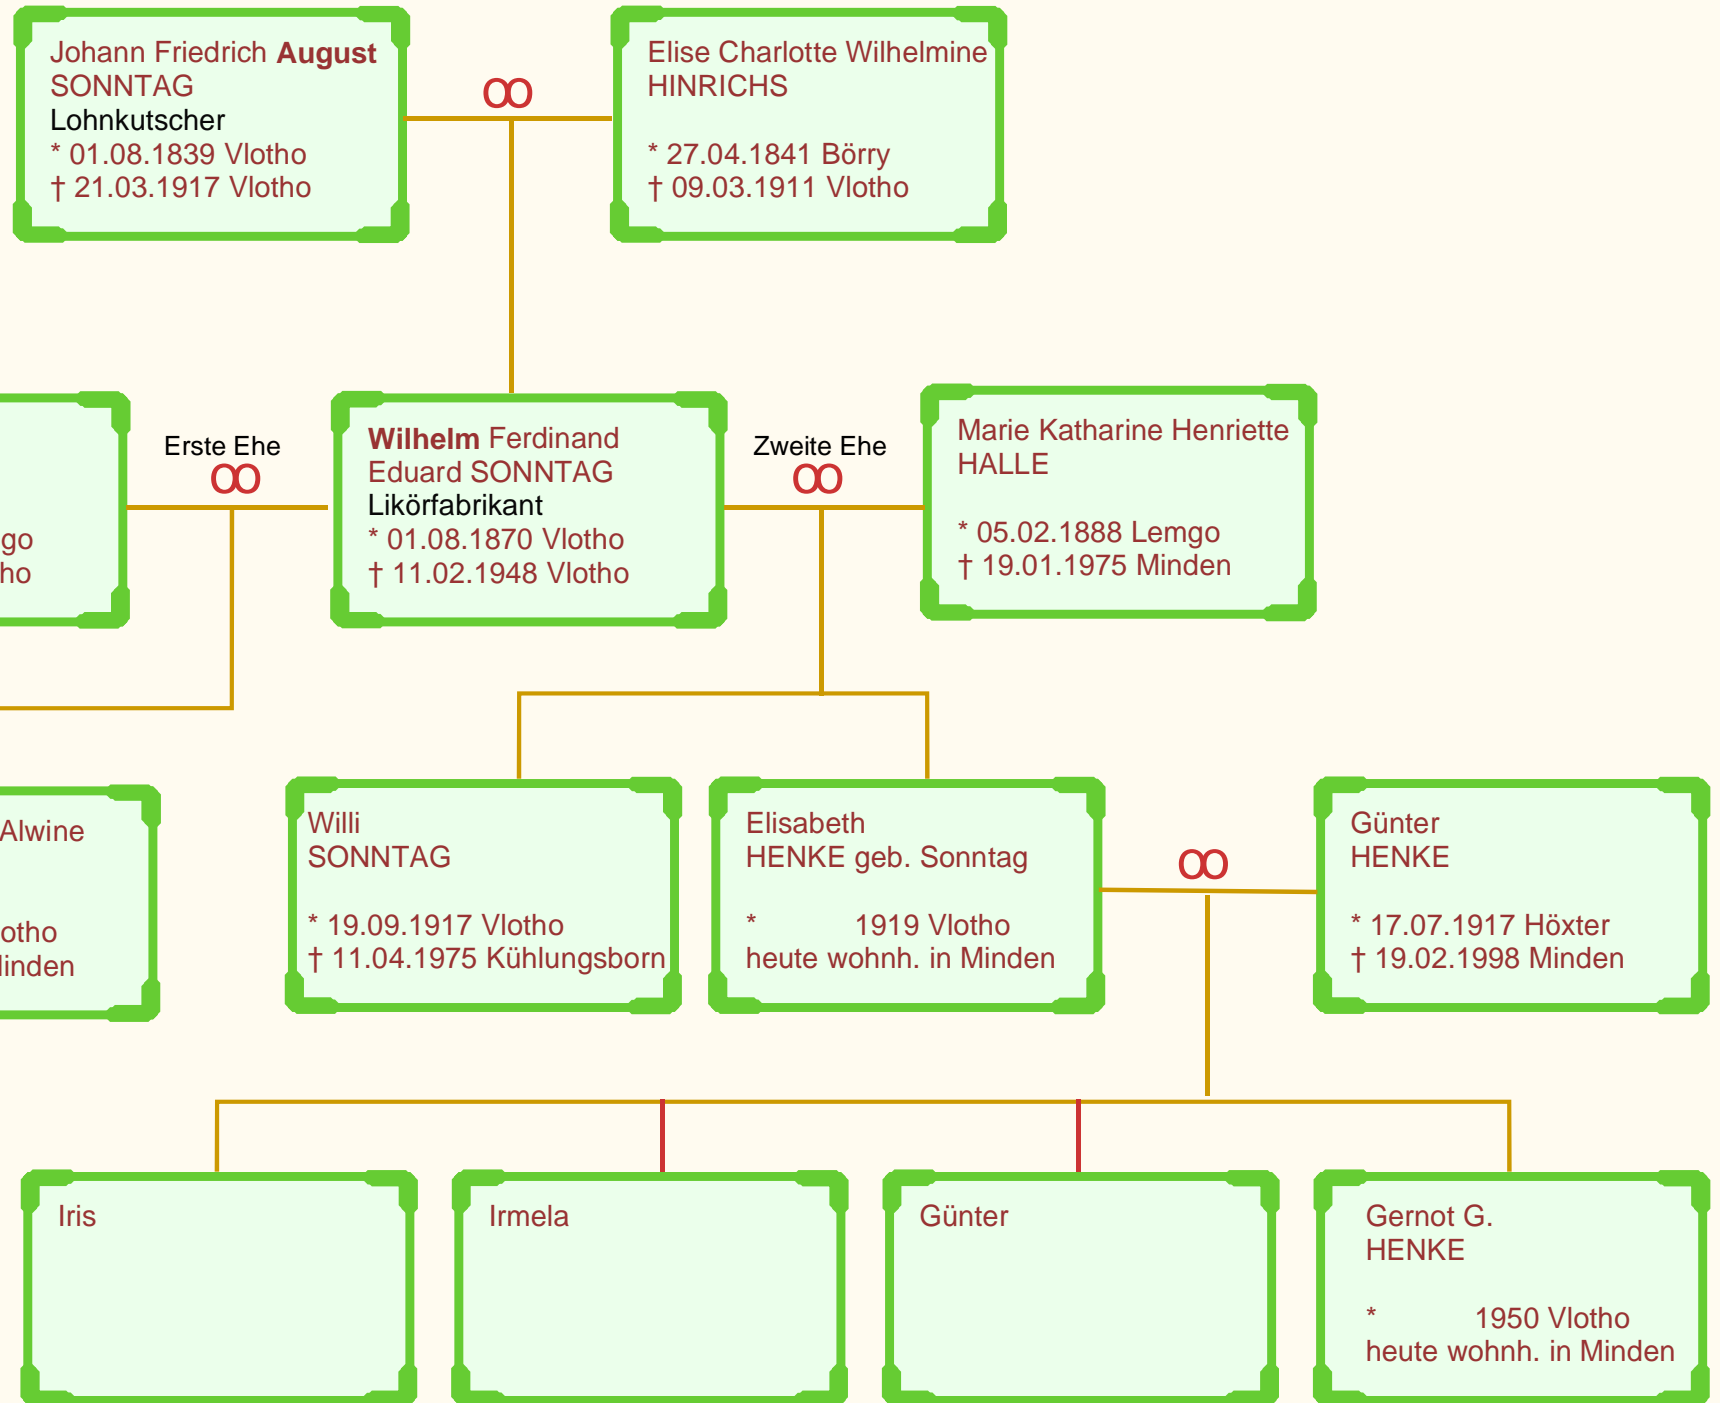 Johann Friedrich August
SONNTAG
Lohnkutscher
* 01.08.1839 Vlotho
† 21.03.1917 Vlotho
Elise Charlotte Wilhelmine
HINRICHS
* 27.04.1841 Börry
† 09.03.1911 Vlotho
go
ho
Erste Ehe
ꝏ
Wilhelm Ferdinand
Eduard SONNTAG
Likörfabrikant
* 01.08.1870 Vlotho
† 11.02.1948 Vlotho
Zweite Ehe
ꝏ
Marie Katharine Henriette
HALLE
* 05.02.1888 Lemgo
† 19.01.1975 Minden
Alwine
otho
linden
Willi
SONNTAG
* 19.09.1917 Vlotho
† 11.04.1975 Kühlungsborn
Elisabeth
HENKE geb. Sonntag
* 1919 Vlotho
heute wohnh. in Minden
Günter
HENKE
* 17.07.1917 Höxter
† 19.02.1998 Minden
Iris
Irmela
Günter
Gernot G.
HENKE
* 1950 Vlotho
heute wohnh. in Minden